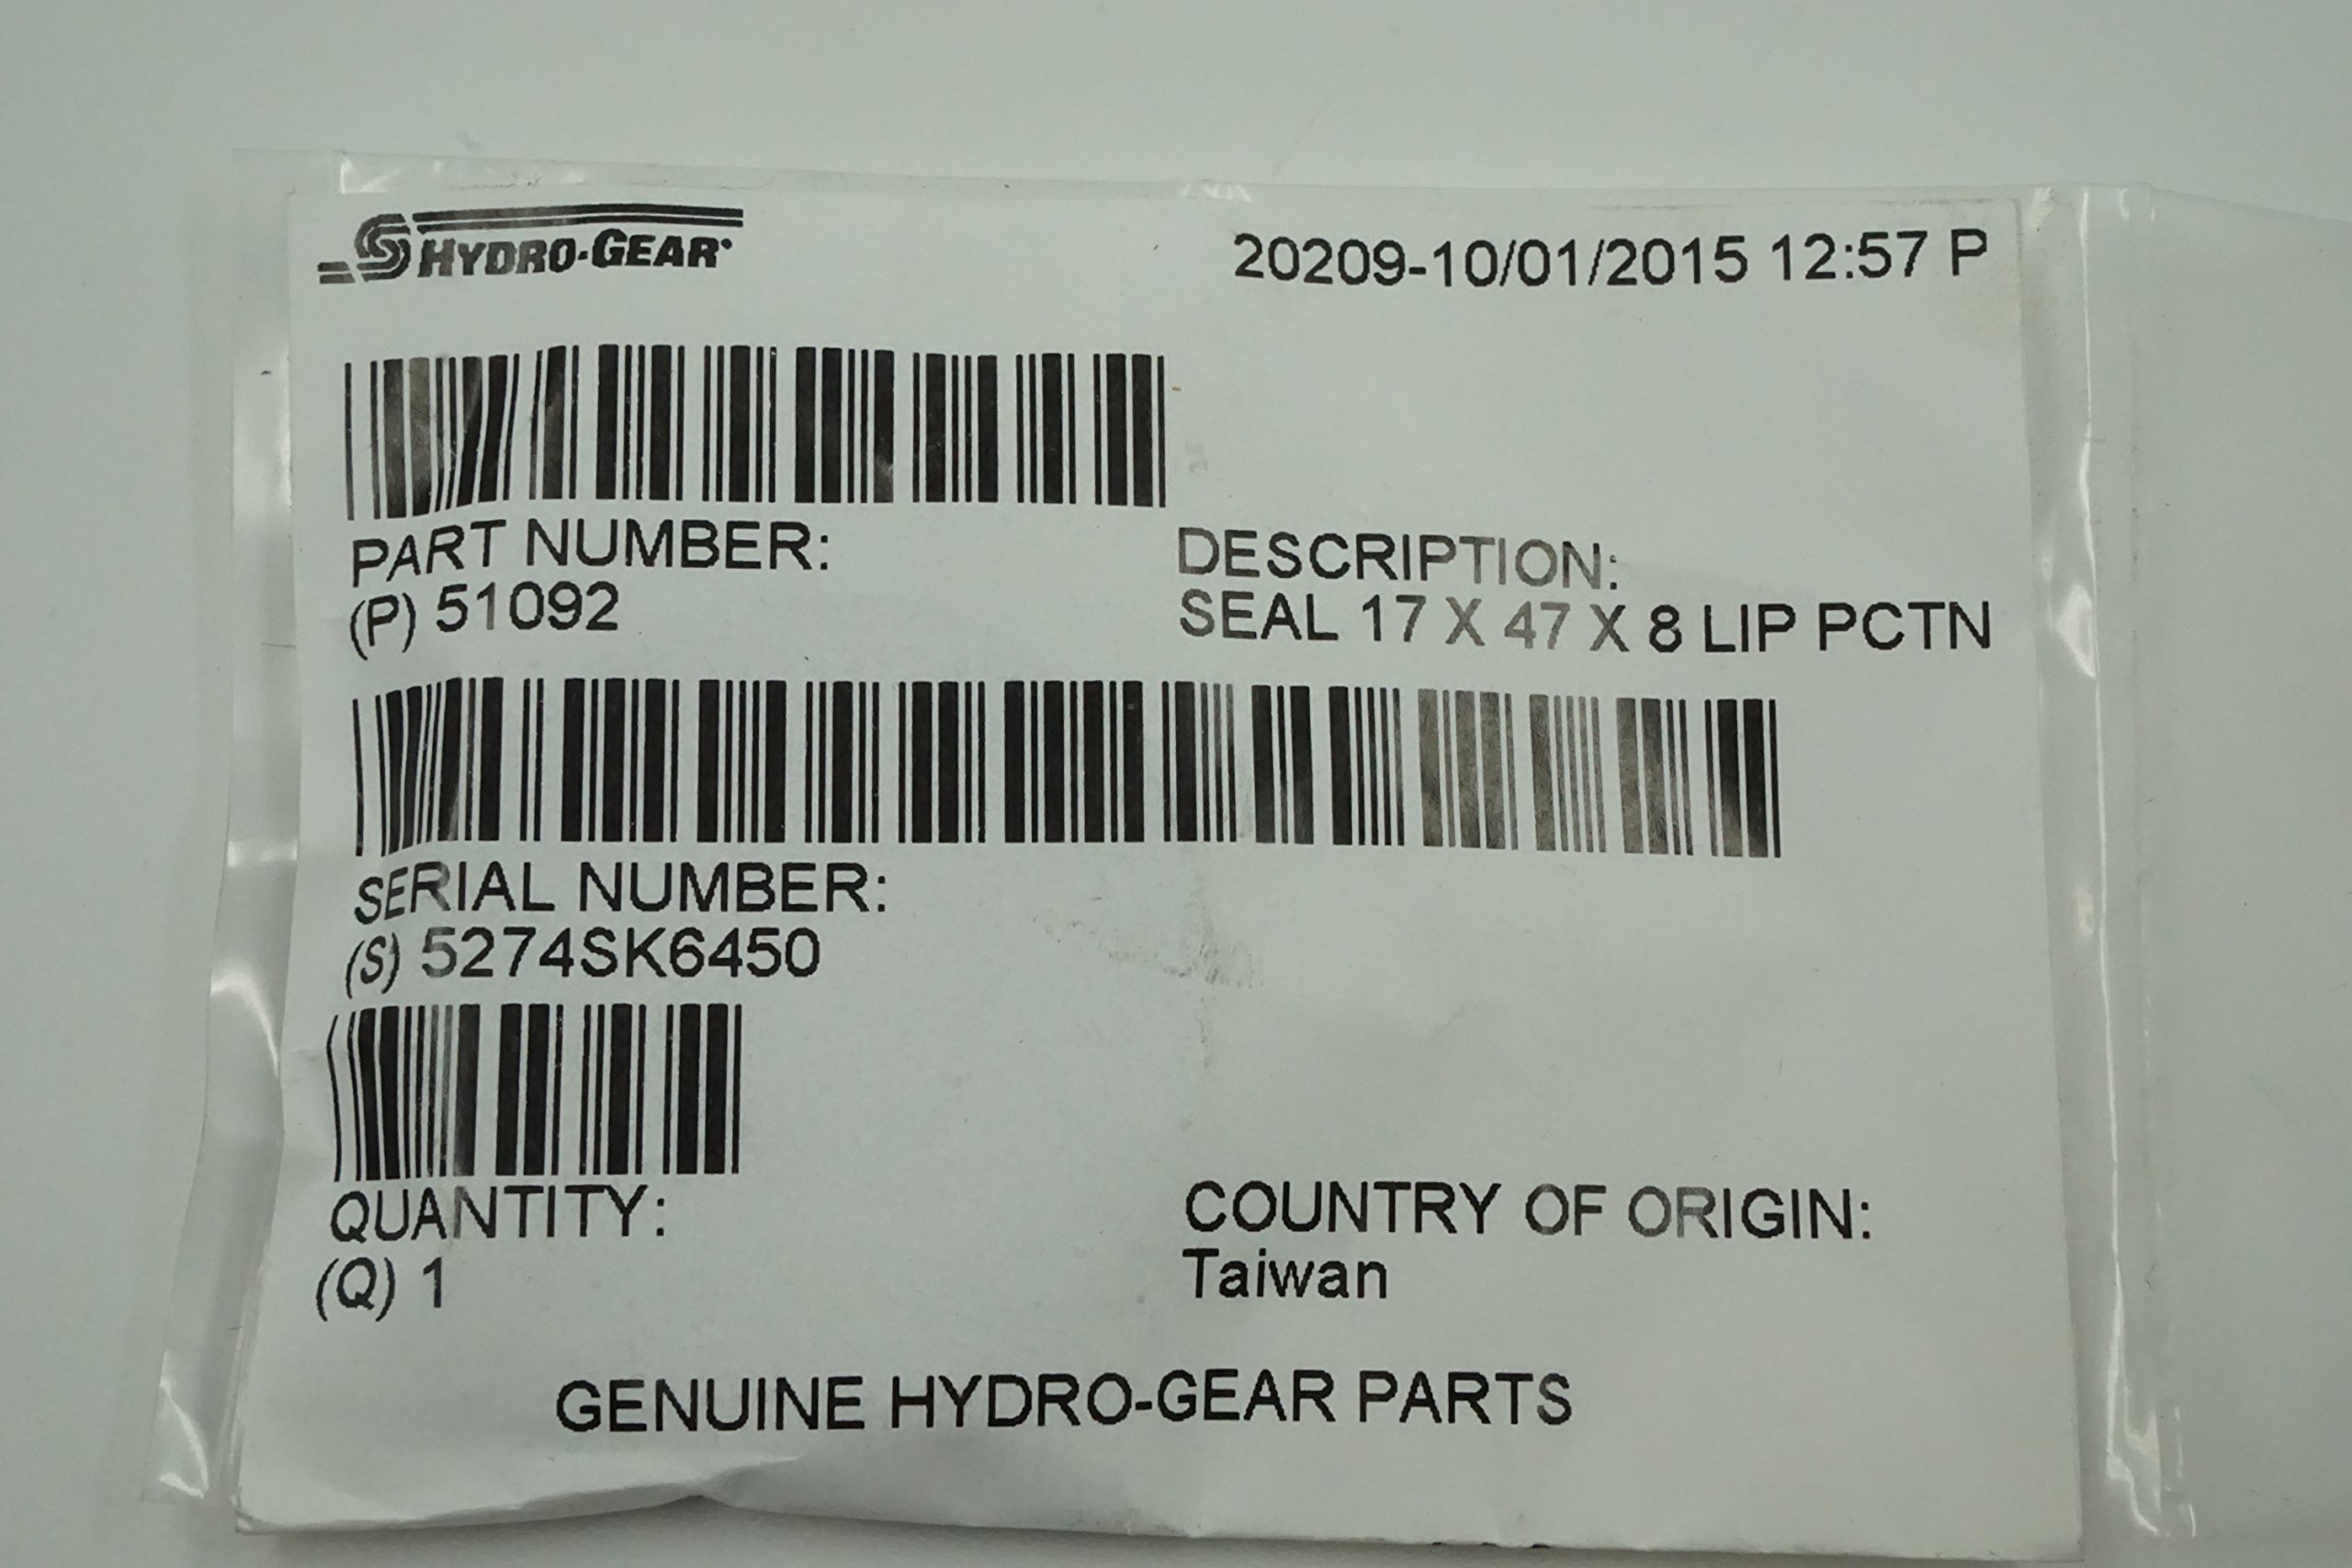 HYDRO-GEAR
20209-10/01/2015 12:57 P
PART NUMBER:
(P) 51092
DESCRIPTION:
SEAL 17 X 47 X 8 LIP PCTN
SERIAL NUMBER:
(S) 5274SK6450
QUANTITY:
(Q) 1
COUNTRY OF ORIGIN:
Taiwan
GENUINE HYDRO-GEAR PARTS